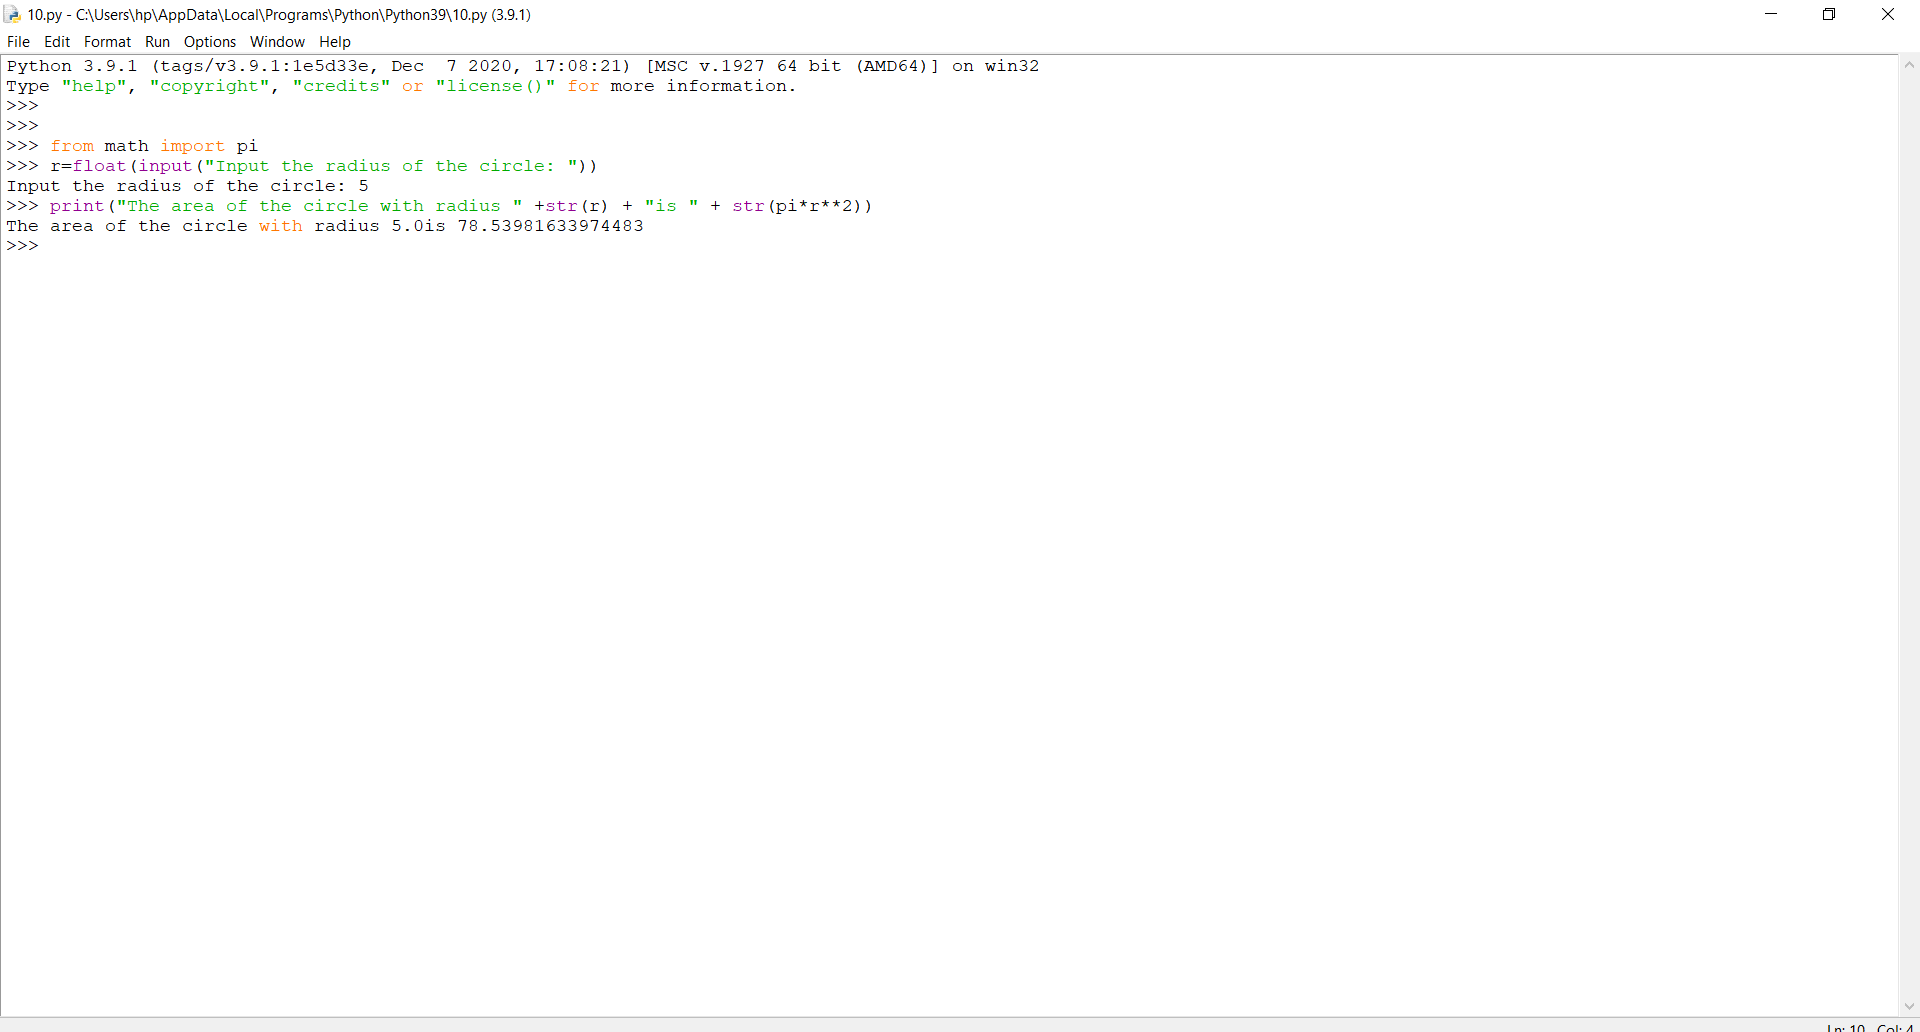 10.py - C:\Users\hp\AppData\Local\Programs\Python\Python39\10.py (3.9.1)
File Edit Format Run Options Window Help
Python 3.9.1 (tags/v3.9.1:1e5d33e, Dec  7 2020, 17:08:21) [MSC v.1927 64 bit (AMD64)] on win32
Type "help", "copyright", "credits" or "license()" for more information.
>>>
>>>
>>> from math import pi
>>> r=float(input("Input the radius of the circle: "))
Input the radius of the circle: 5
>>> print("The area of the circle with radius " +str(r) + "is " + str(pi*r**2))
The area of the circle with radius 5.0is 78.53981633974483
>>>
Ln: 10 Col: 4